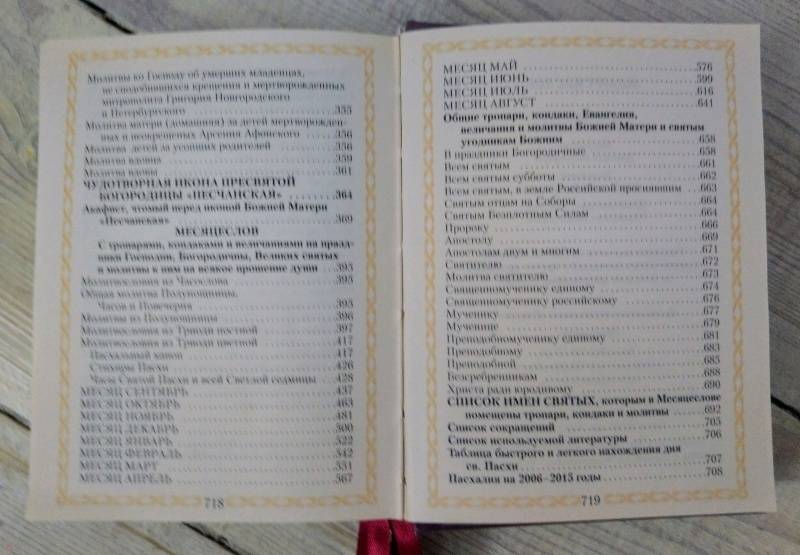 Молитвы ко Господу об умерших младенцах,
не сподобившихся крещения и мертворожденных
митрополита Григория Новгородского
и Петербургского 355
Молитва матери (домашняя) за детей мертворожден-
ных и некрещеных Арсения Афонского 356
Молитва детей за усопших родителей 356
Молитва вдовца 359
Молитва вдовы 361
ЧУДОТВОРНАЯ ИКОНА ПРЕСВЯТОЙ
БОГОРОДИЦЫ «ПЕСЧАНСКАЯ» 364
Акафист, чтомый перед иконой Божией Матери
«Песчанская» 369
МЕСЯЦЕСЛОВ
С тропарями, кондаками и величаниями на празд-
ники Господни, Богородичны, Великих святых
и молитвы к ним на всякое прошение души 393
Молитвословия из Часослова 393
Общая молитва Полунощницы,
Часов и Повечерия 393
Молитвы из Полунощницы 396
Молитвословия из Триоди постной 397
Молитвословия из Триоди цветной 417
Пасхальный канон 417
Стихиры Пасхи 426
Часы Святой Пасхи и всей Светлой седмицы 428
МЕСЯЦ СЕНТЯБРЬ 437
МЕСЯЦ ОКТЯБРЬ 463
МЕСЯЦ НОЯБРЬ 481
МЕСЯЦ ДЕКАБРЬ 500
МЕСЯЦ ЯНВАРЬ 522
МЕСЯЦ ФЕВРАЛЬ 542
МЕСЯЦ МАРТ 551
МЕСЯЦ АПРЕЛЬ 567
718
МЕСЯЦ МАЙ 576
МЕСЯЦ ИЮНЬ 599
МЕСЯЦ ИЮЛЬ 616
МЕСЯЦ АВГУСТ 641
Общие тропари, кондаки, Евангелия,
величания и молитвы Божией Матери и святым
угодникам Божиим 658
В праздники Богородичные 658
Всем святым 661
Всем святым субботы 662
Всем святым, в земле Российской просиявшим 663
Святым отцам на Соборы 664
Святым Безплотным Силам 664
Пророку 666
Апостолу 669
Апостолам двум и многим 671
Святителю 672
Молитва святителю 673
Священномученику единому 674
Священномученику российскому 676
Мученику 677
Мученице 679
Преподобномученику единому 681
Преподобному 683
Преподобной 685
Безсребренникам 688
Христа ради юродивому 690
СПИСОК ИМЕН СВЯТЫХ, которым в Месяцеслове
помещены тропари, кондаки и молитвы 692
Список сокращений 705
Список используемой литературы 706
Таблица быстрого и легкого нахождения дня
св. Пасхи 707
Пасхалия на 2006–2015 годы 708
719